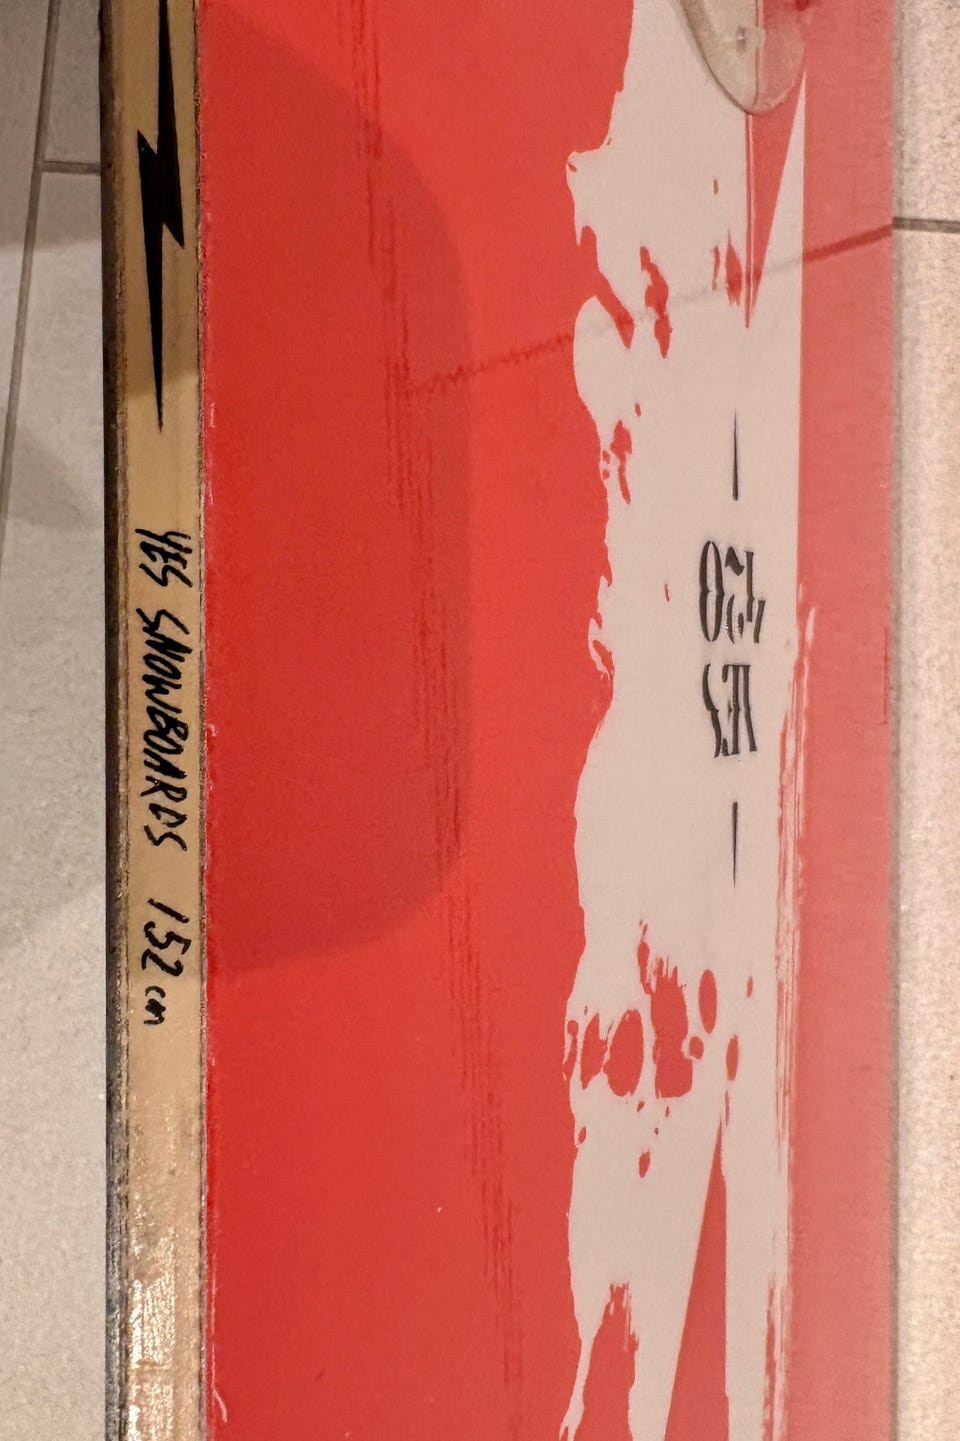 YES SNOWBOARDS 152 cm